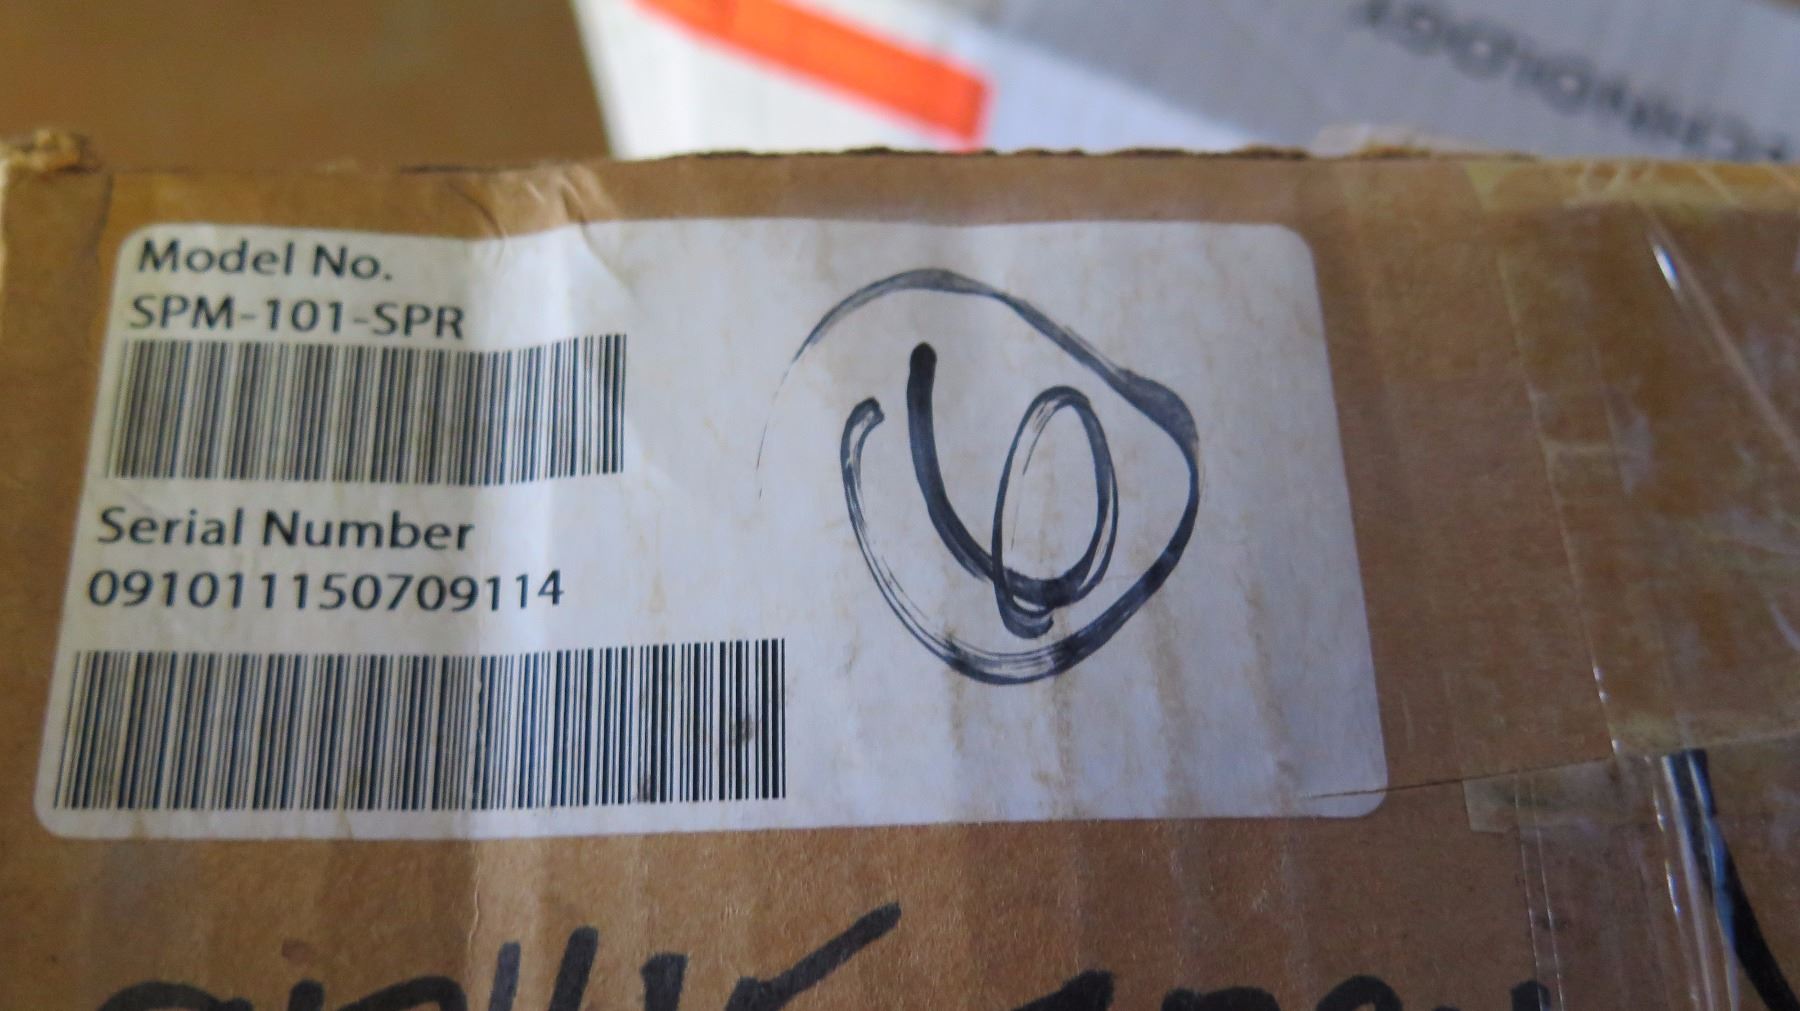 Model No.
SPM-101-SPR
Serial Number
091011150709114
6